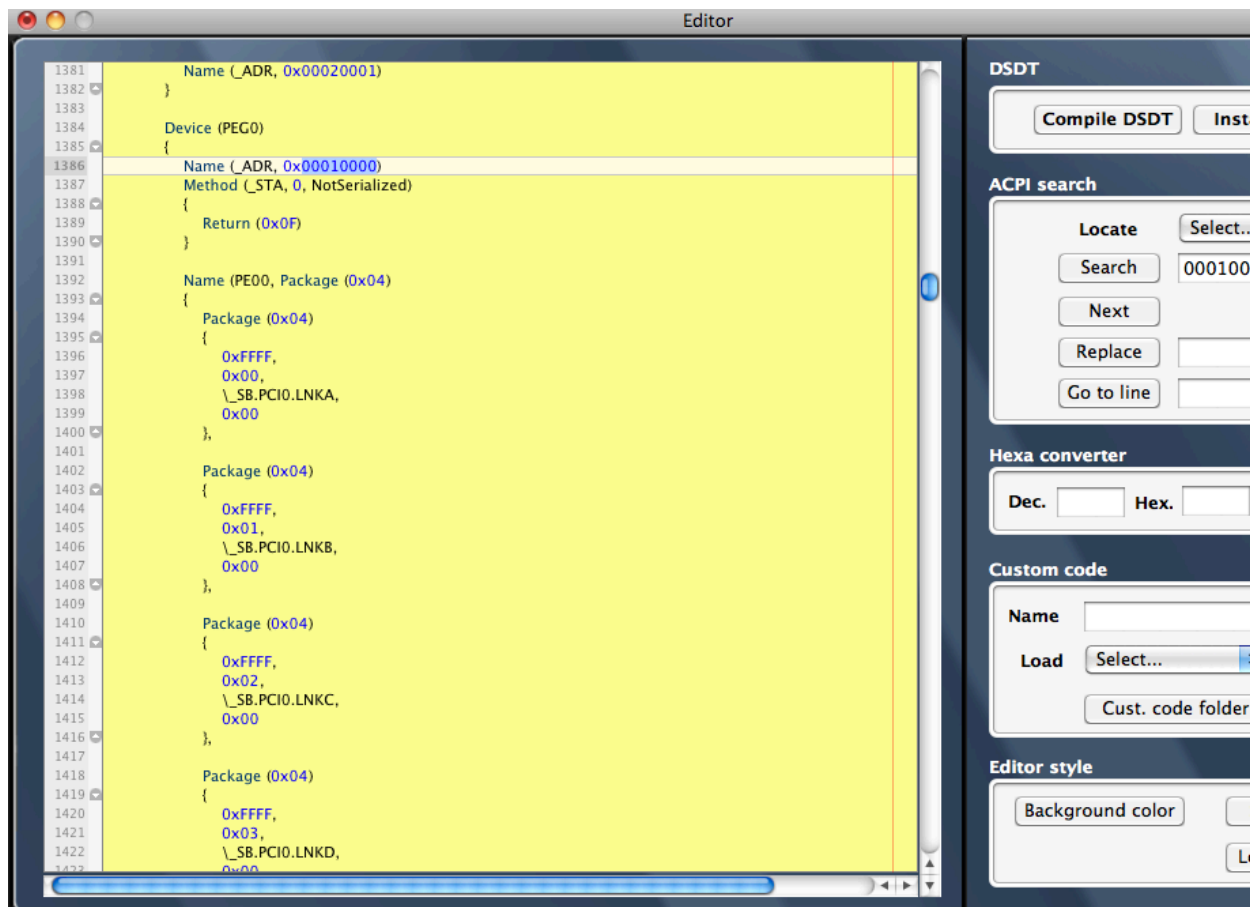 Editor
1381 Name (_ADR, 0x00020001)
1382 }
1383
1384 Device (PEG0)
1385 {
1386 Name (_ADR, 0x00010000)
1387 Method (_STA, 0, NotSerialized)
1388 {
1389 Return (0x0F)
1390 }
1391
1392 Name (PE00, Package (0x04)
1393 {
1394 Package (0x04)
1395 {
1396 0xFFFF,
1397 0x00,
1398 \_SB.PCI0.LNKA,
1399 0x00
1400 },
1401
1402 Package (0x04)
1403 {
1404 0xFFFF,
1405 0x01,
1406 \_SB.PCI0.LNKB,
1407 0x00
1408 },
1409
1410 Package (0x04)
1411 {
1412 0xFFFF,
1413 0x02,
1414 \_SB.PCI0.LNKC,
1415 0x00
1416 },
1417
1418 Package (0x04)
1419 {
1420 0xFFFF,
1421 0x03,
1422 \_SB.PCI0.LNKD,
1423 0x00
DSDT
Compile DSDT Inst
ACPI search
Locate Select...
Search 000100
Next
Replace
Go to line
Hexa converter
Dec. Hex.
Custom code
Name
Load Select...
Cust. code folder
Editor style
Background color